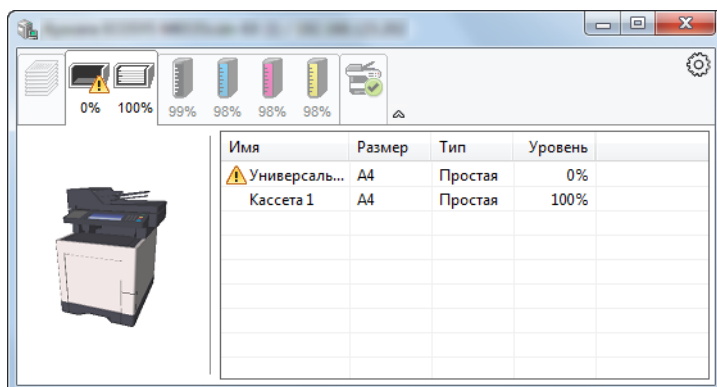 0% 100% 99% 98% 98% 98%
Имя Размер Тип Уровень
Универсаль... A4 Простая 0%
Кассета 1 A4 Простая 100%